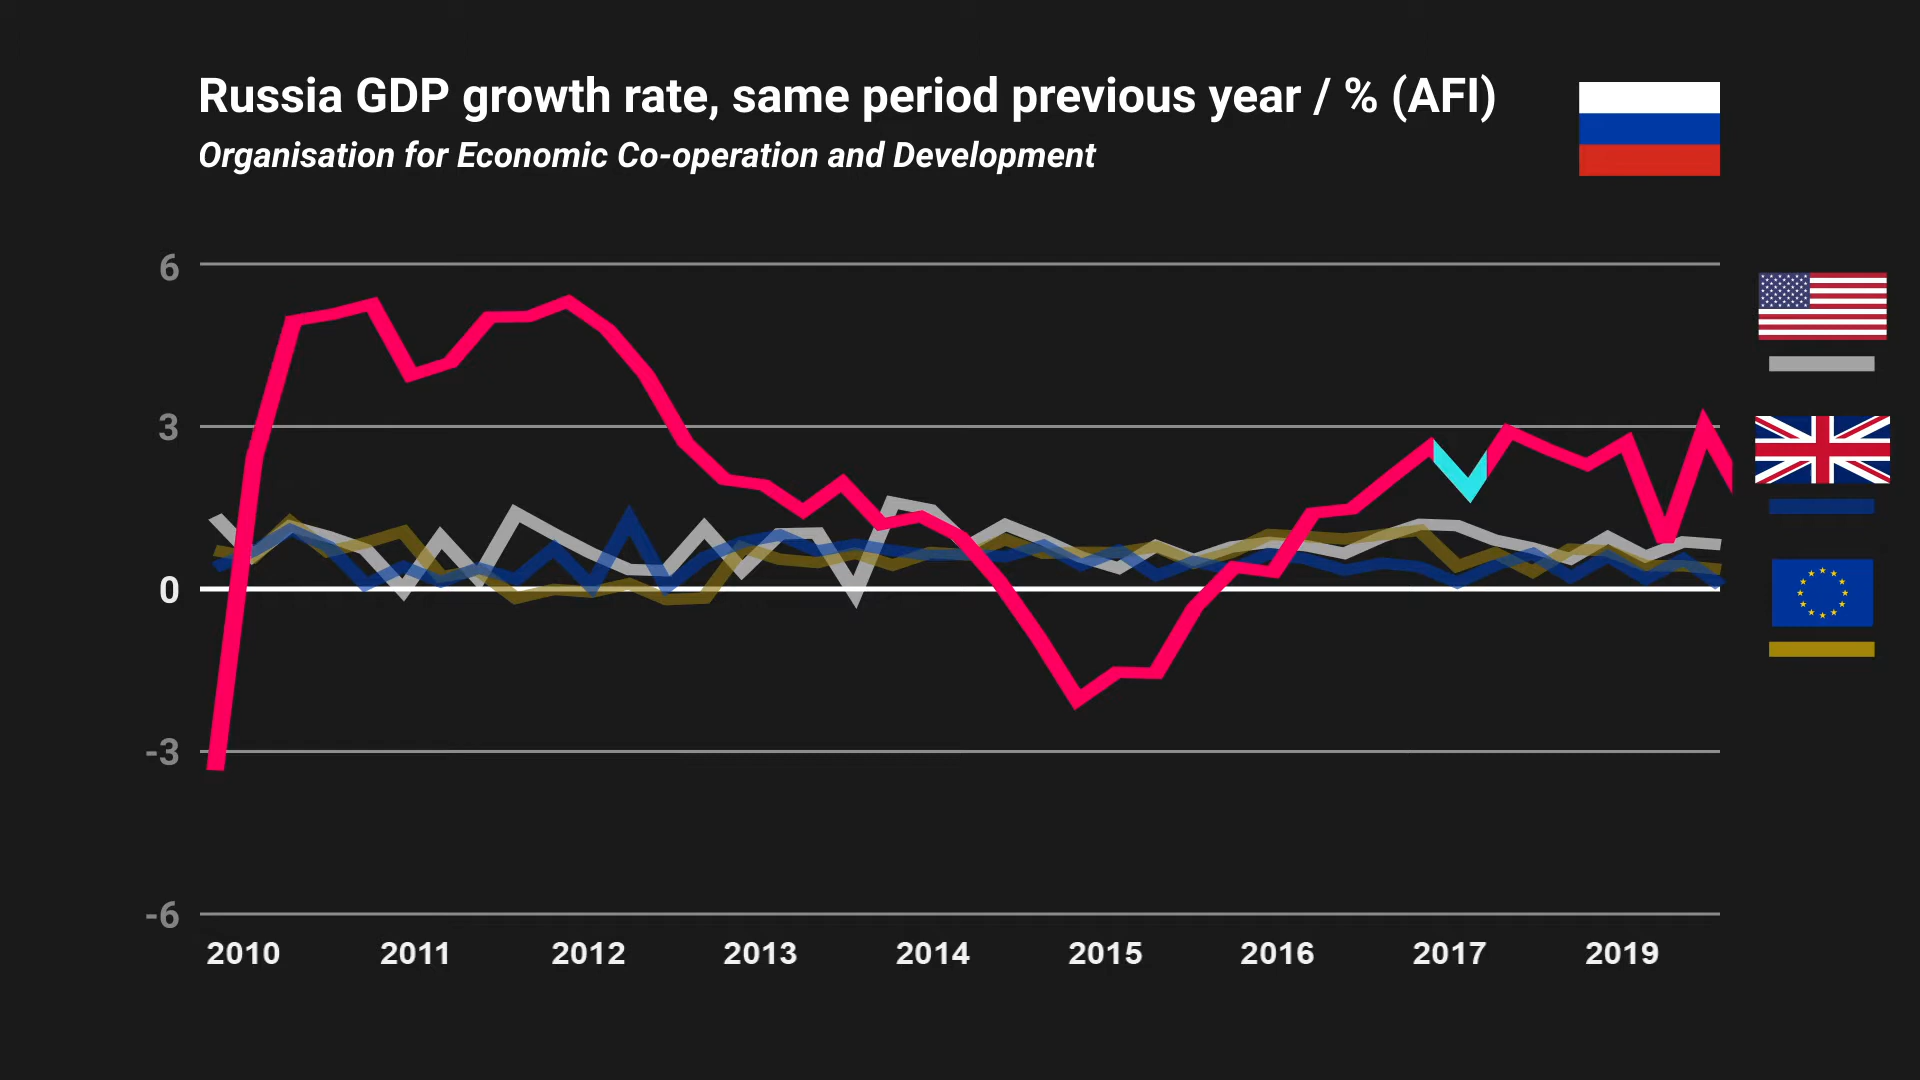 Russia GDP growth rate, same period previous year / % (AFI)
Organisation for Economic Co-operation and Development
6
3
0
-3
-6
2010 2011 2012 2013 2014 2015 2016 2017 2019